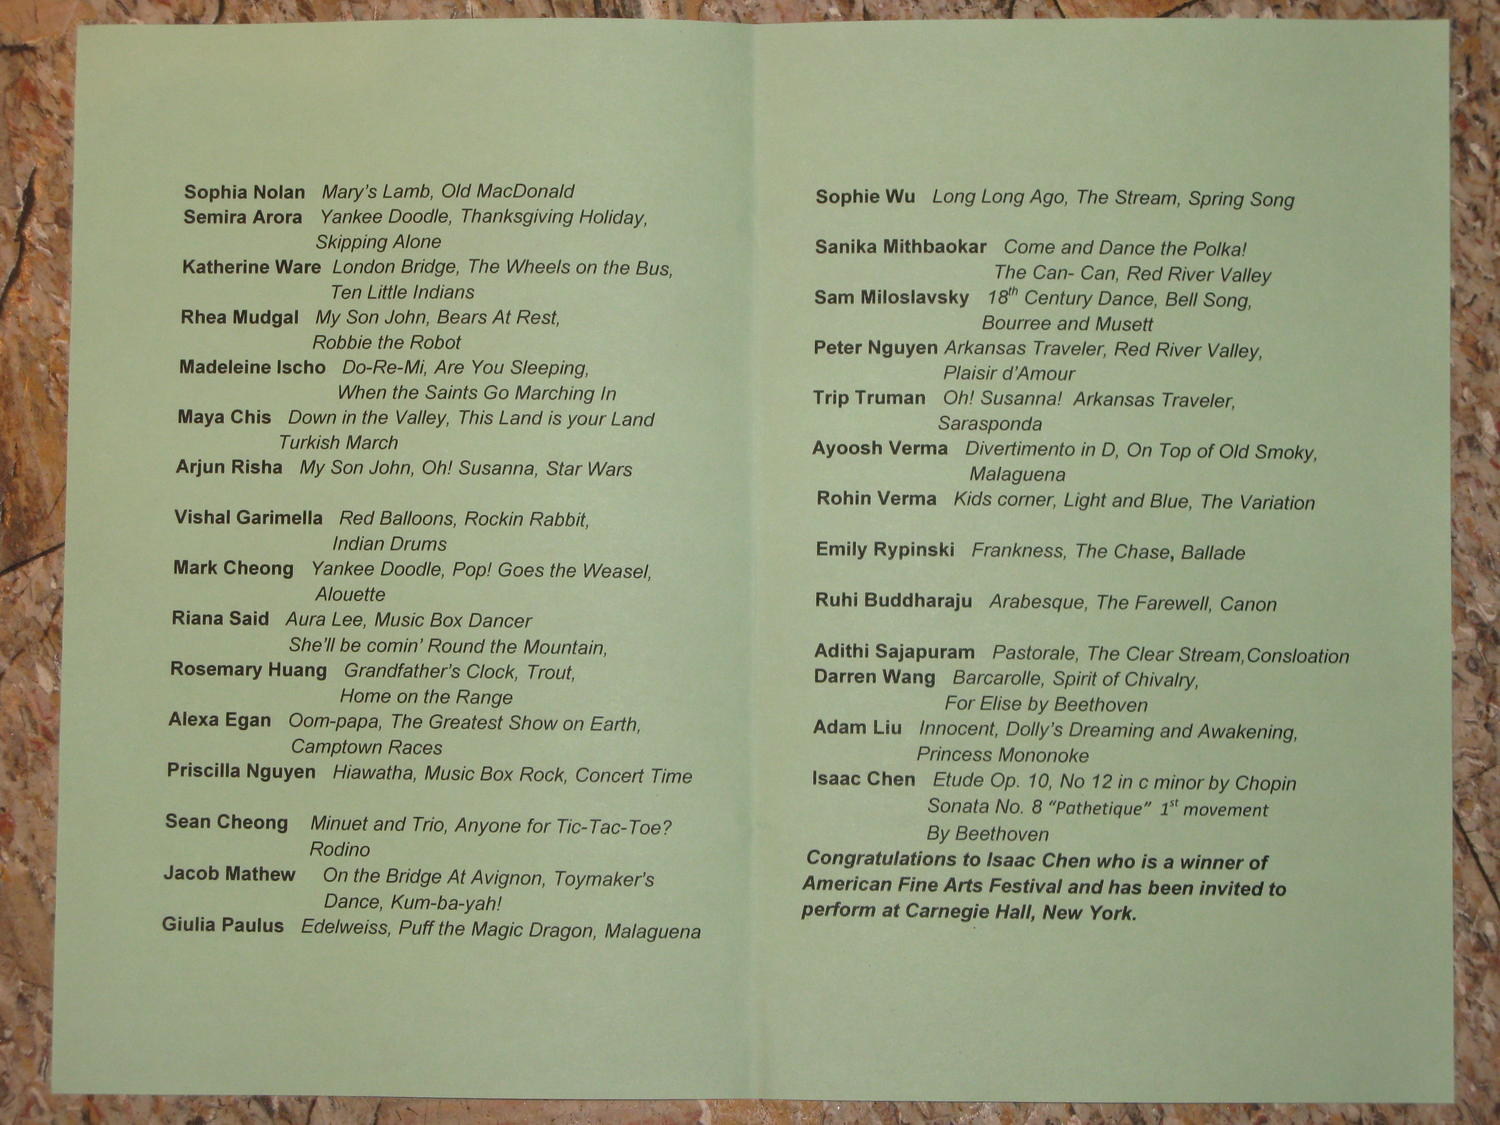 Sophia Nolan Mary's Lamb, Old MacDonald
Semira Arora Yankee Doodle, Thanksgiving Holiday,
Skipping Alone
Katherine Ware London Bridge, The Wheels on the Bus,
Ten Little Indians
Rhea Mudgal My Son John, Bears At Rest,
Robbie the Robot
Madeleine Ischo Do-Re-Mi, Are You Sleeping,
When the Saints Go Marching In
Maya Chis Down in the Valley, This Land is your Land
Turkish March
Arjun Risha My Son John, Oh! Susanna, Star Wars
Vishal Garimella Red Balloons, Rockin Rabbit,
Indian Drums
Mark Cheong Yankee Doodle, Pop! Goes the Weasel,
Alouette
Riana Said Aura Lee, Music Box Dancer
She'll be comin' Round the Mountain,
Rosemary Huang Grandfather's Clock, Trout,
Home on the Range
Alexa Egan Oom-papa, The Greatest Show on Earth,
Camptown Races
Priscilla Nguyen Hiawatha, Music Box Rock, Concert Time
Sean Cheong Minuet and Trio, Anyone for Tic-Tac-Toe?
Rodino
Jacob Mathew On the Bridge At Avignon, Toymaker's
Dance, Kum-ba-yah!
Giulia Paulus Edelweiss, Puff the Magic Dragon, Malaguena
Sophie Wu Long Long Ago, The Stream, Spring Song
Sanika Mithbaokar Come and Dance the Polka!
The Can- Can, Red River Valley
Sam Miloslavsky 18th Century Dance, Bell Song,
Bourree and Musett
Peter Nguyen Arkansas Traveler, Red River Valley,
Plaisir d'Amour
Trip Truman Oh! Susanna! Arkansas Traveler,
Sarasponda
Ayoosh Verma Divertimento in D, On Top of Old Smoky,
Malaguena
Rohin Verma Kids corner, Light and Blue, The Variation
Emily Rypinski Frankness, The Chase, Ballade
Ruhi Buddharaju Arabesque, The Farewell, Canon
Adithi Sajapuram Pastorale, The Clear Stream,Consloation
Darren Wang Barcarolle, Spirit of Chivalry,
For Elise by Beethoven
Adam Liu Innocent, Dolly's Dreaming and Awakening,
Princess Mononoke
Isaac Chen Etude Op. 10, No 12 in c minor by Chopin
Sonata No. 8 "Pathetique" 1st movement
By Beethoven
Congratulations to Isaac Chen who is a winner of
American Fine Arts Festival and has been invited to
perform at Carnegie Hall, New York.